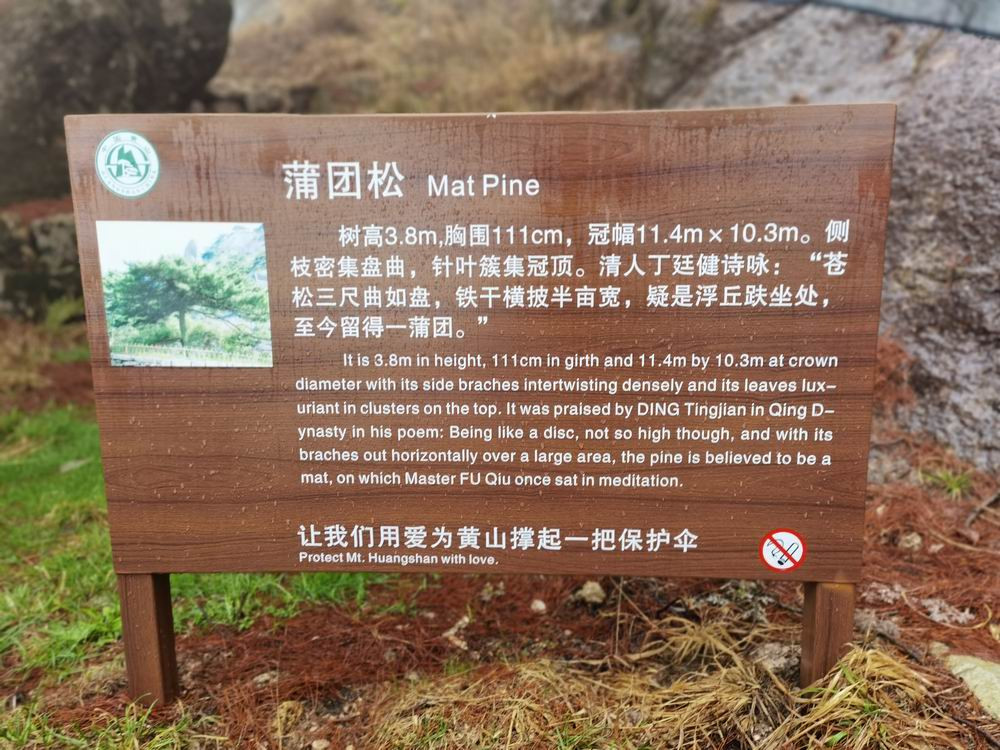 蒲团松 Mat Pine
树高3.8m,胸围111cm，冠幅11.4m×10.3m。侧
枝密集盘曲，针叶簇集冠顶。清人丁廷健诗咏：“苍
松三尺曲如盘，铁干横披半亩宽，疑是浮丘趺坐处，
至今留得一蒲团。”
It is 3.8m in height, 111cm in girth and 11.4m by 10.3m at crown
diameter with its side braches intertwisting densely and its leaves lux-
uriant in clusters on the top. It was praised by DING Tingjian in Qing D-
ynasty in his poem: Being like a disc, not so high though, and with its
braches out horizontally over a large area, the pine is believed to be a
mat, on which Master FU Qiu once sat in meditation.
让我们用爱为黄山撑起一把保护伞
Protect Mt. Huangshan with love.